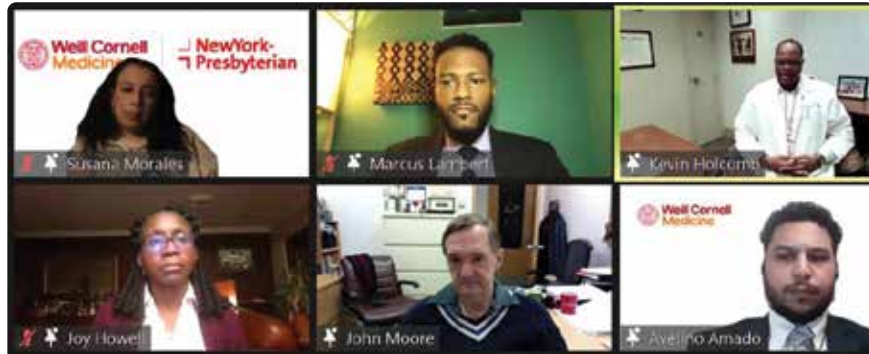 Weill Cornell
Medicine
NewYork-
Presbyterian
Susana Morales
Marcus Lampert
Kevin Holcomb
Joy Howell
John Moore
Weill Cornell
Medicine
Avelino Amado